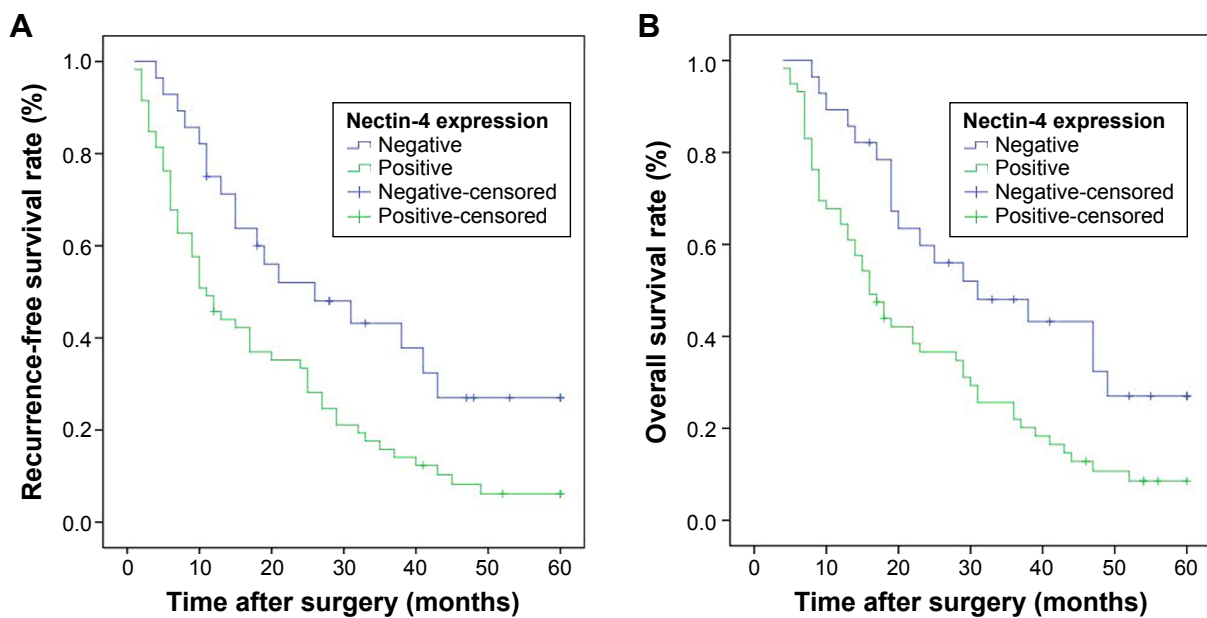 A
Recurrence-free survival rate (%)
1.0
0.8
0.6
0.4
0.2
0.0
Nectin-4 expression
Negative
Positive
Negative-censored
Positive-censored
0 10 20 30 40 50 60
Time after surgery (months)
B
Overall survival rate (%)
1.0
0.8
0.6
0.4
0.2
0.0
Nectin-4 expression
Negative
Positive
Negative-censored
Positive-censored
0 10 20 30 40 50 60
Time after surgery (months)